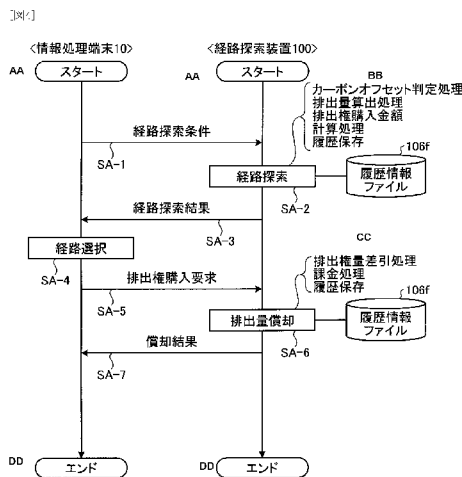 [図4]
<情報処理端末10>
<経路探索装置100>
AA
スタート
AA
スタート
BB
カーボンオフセット判定処理
排出量算出処理
排出権購入金額
計算処理
履歴保存
経路探索条件
SA-1
経路探索
SA-2
106f
履歴情報
ファイル
経路探索結果
SA-3
経路選択
SA-4
CC
排出権量差引処理
課金処理
履歴保存
排出権購入要求
SA-5
排出量償却
SA-6
106f
履歴情報
ファイル
償却結果
SA-7
DD
エンド
DD
エンド